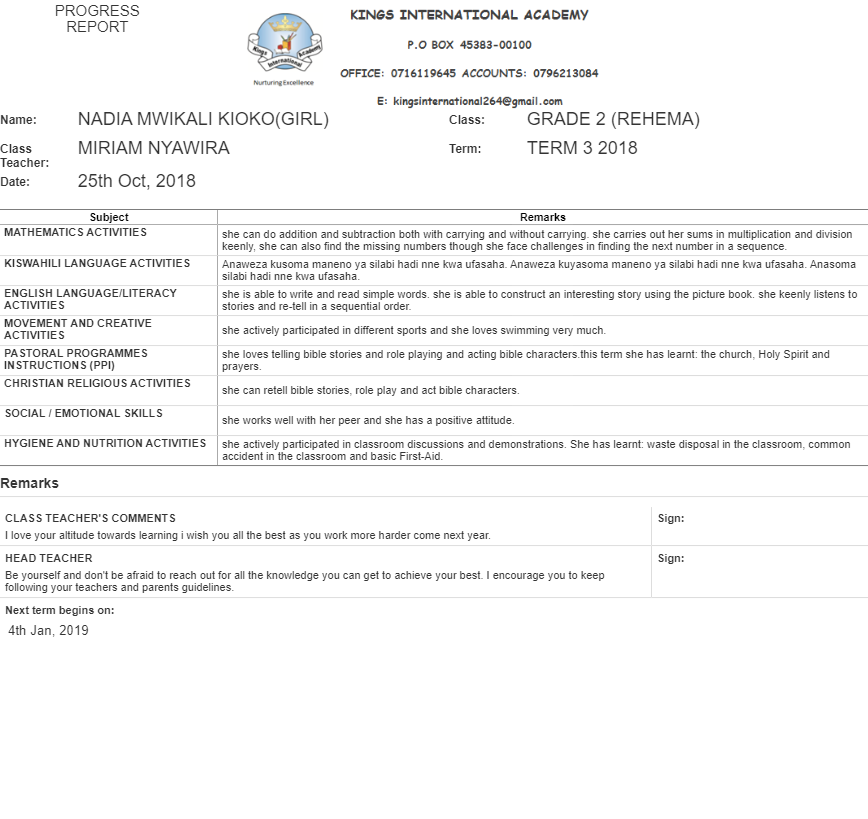 PROGRESS
REPORT
Kings International Academy
Nurturing Excellence
KINGS INTERNATIONAL ACADEMY
P.O BOX 45383-00100
OFFICE: 0716119645 ACCOUNTS: 0796213084
E: kingsinternational264@gmail.com
Name: NADIA MWIKALI KIOKO(GIRL) Class: GRADE 2 (REHEMA)
Class Teacher: MIRIAM NYAWIRA Term: TERM 3 2018
Date: 25th Oct, 2018
Subject Remarks
MATHEMATICS ACTIVITIES
she can do addition and subtraction both with carrying and without carrying. she carries out her sums in multiplication and division
keenly, she can also find the missing numbers though she face challenges in finding the next number in a sequence.
KISWAHILI LANGUAGE ACTIVITIES
Anaweza kusoma maneno ya silabi hadi nne kwa ufasaha. Anaweza kuyasoma maneno ya silabi hadi nne kwa ufasaha. Anasoma
silabi hadi nne kwa ufasaha.
ENGLISH LANGUAGE/LITERACY
ACTIVITIES
she is able to write and read simple words. she is able to construct an interesting story using the picture book. she keenly listens to
stories and re-tell in a sequential order.
MOVEMENT AND CREATIVE
ACTIVITIES
she actively participated in different sports and she loves swimming very much.
PASTORAL PROGRAMMES
INSTRUCTIONS (PPI)
she loves telling bible stories and role playing and acting bible characters.this term she has learnt: the church, Holy Spirit and
prayers.
CHRISTIAN RELIGIOUS ACTIVITIES
she can retell bible stories, role play and act bible characters.
SOCIAL / EMOTIONAL SKILLS
she works well with her peer and she has a positive attitude.
HYGIENE AND NUTRITION ACTIVITIES
she actively participated in classroom discussions and demonstrations. She has learnt: waste disposal in the classroom, common
accident in the classroom and basic First-Aid.
Remarks
CLASS TEACHER'S COMMENTS
I love your altitude towards learning i wish you all the best as you work more harder come next year.
Sign:
HEAD TEACHER
Be yourself and don't be afraid to reach out for all the knowledge you can get to achieve your best. I encourage you to keep
following your teachers and parents guidelines.
Sign:
Next term begins on:
4th Jan, 2019